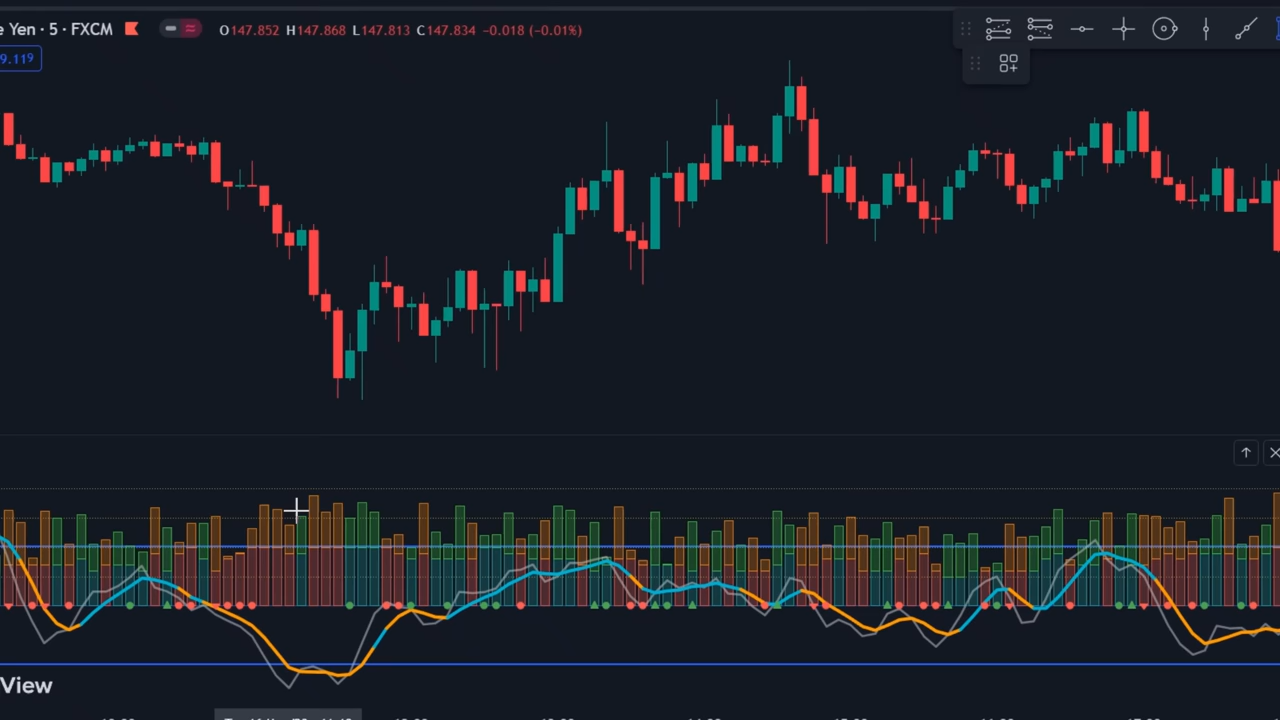 e Yen · 5 · FXCM
O147.852 H147.868 L147.813 C147.834 -0.018 (-0.01%)
9.119
View